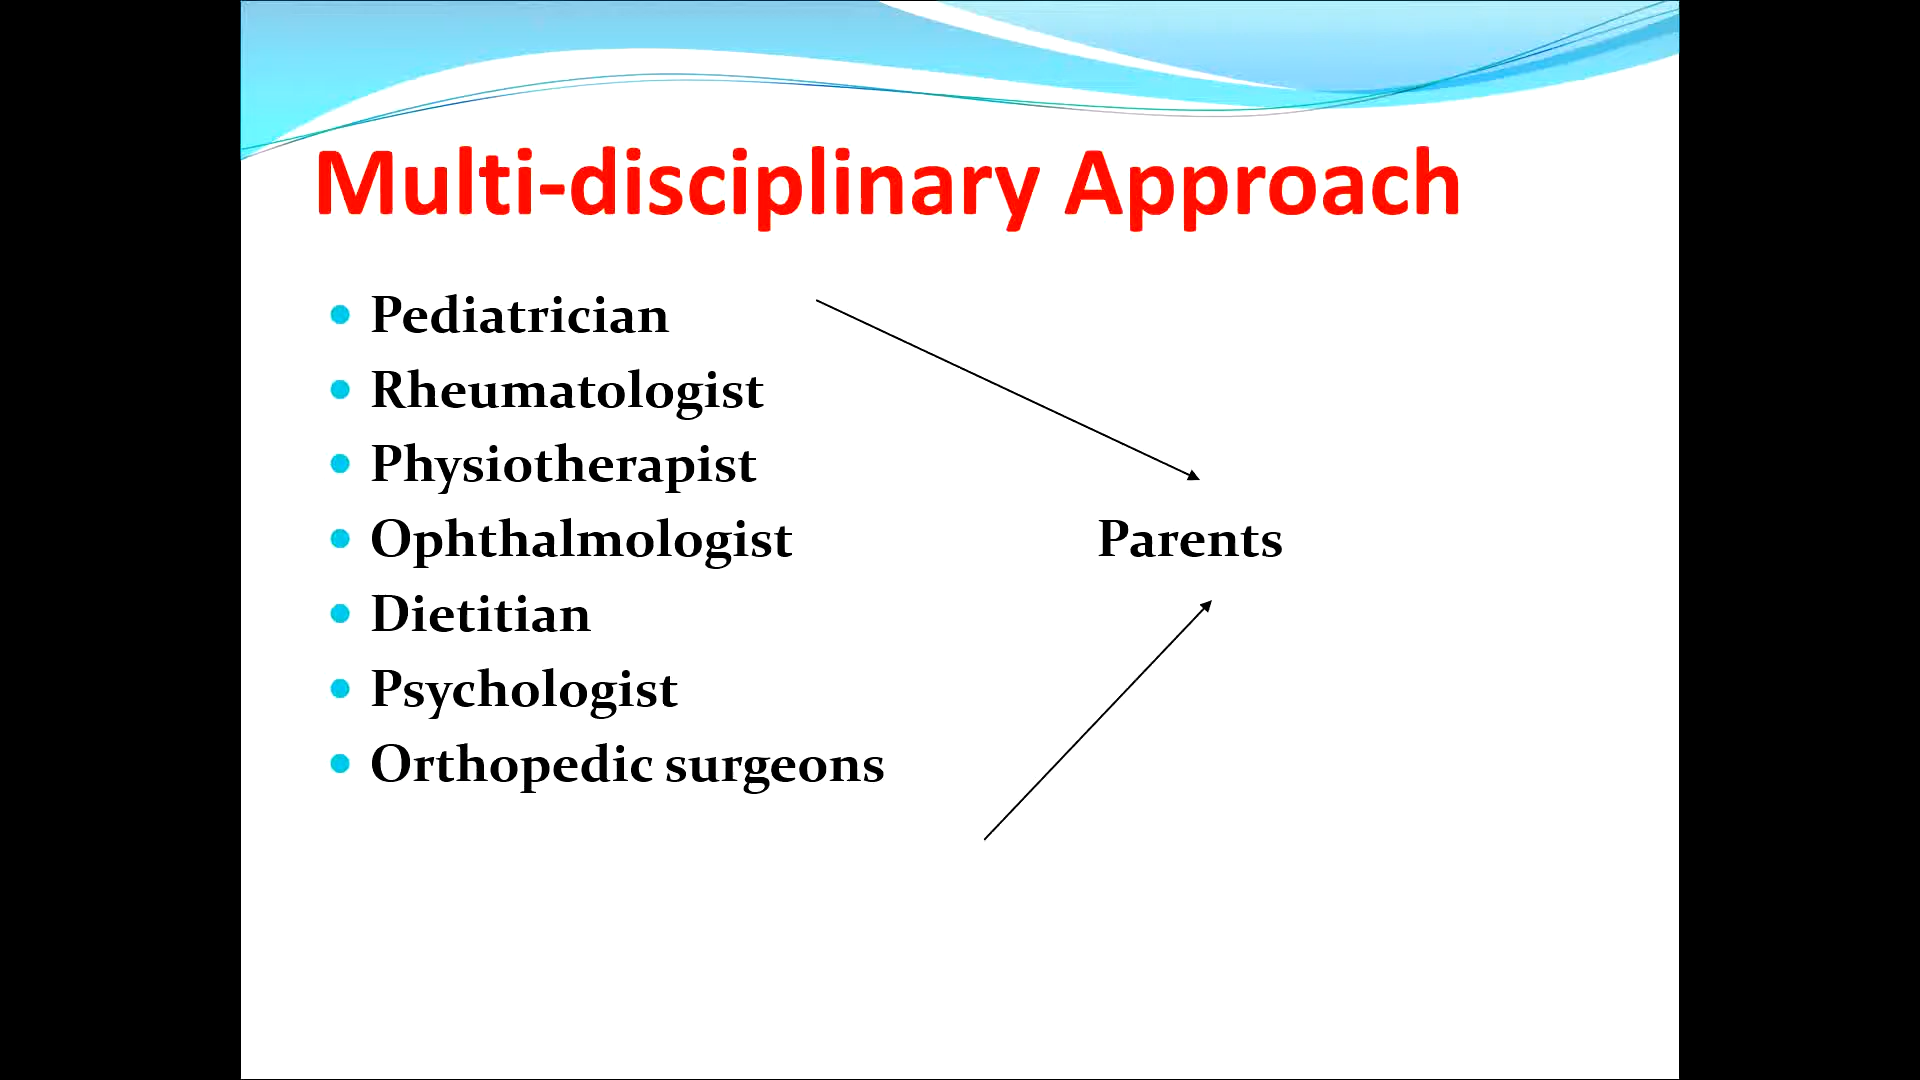 Multi-disciplinary Approach
Pediatrician
Rheumatologist
Physiotherapist
Ophthalmologist Parents
Dietitian
Psychologist
Orthopedic surgeons